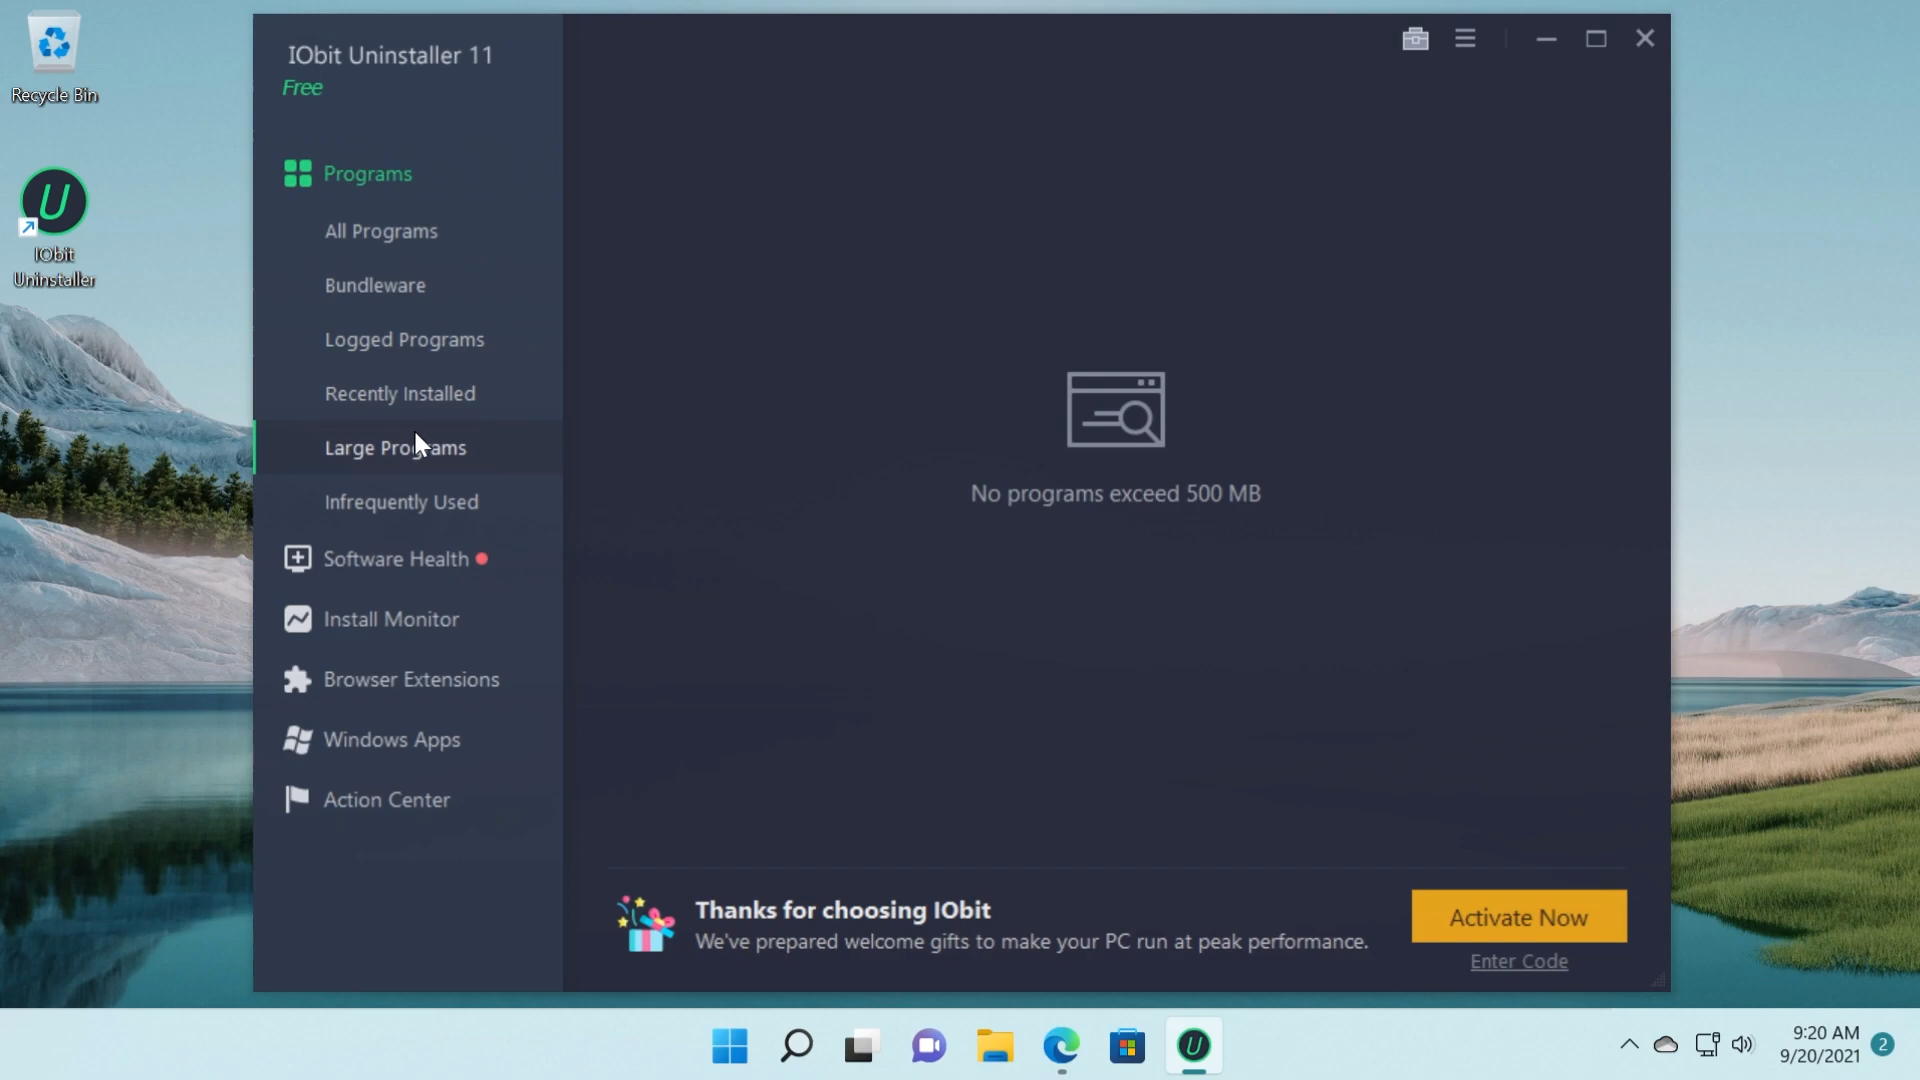 Recycle Bin
IObit
Uninstaller
IObit Uninstaller 11
Free
Programs
All Programs
Bundleware
Logged Programs
Recently Installed
Large Programs
Infrequently Used
Software Health
Install Monitor
Browser Extensions
Windows Apps
Action Center
No programs exceed 500 MB
Thanks for choosing IObit
We've prepared welcome gifts to make your PC run at peak performance.
Activate Now
Enter Code
9:20 AM
9/20/2021
2